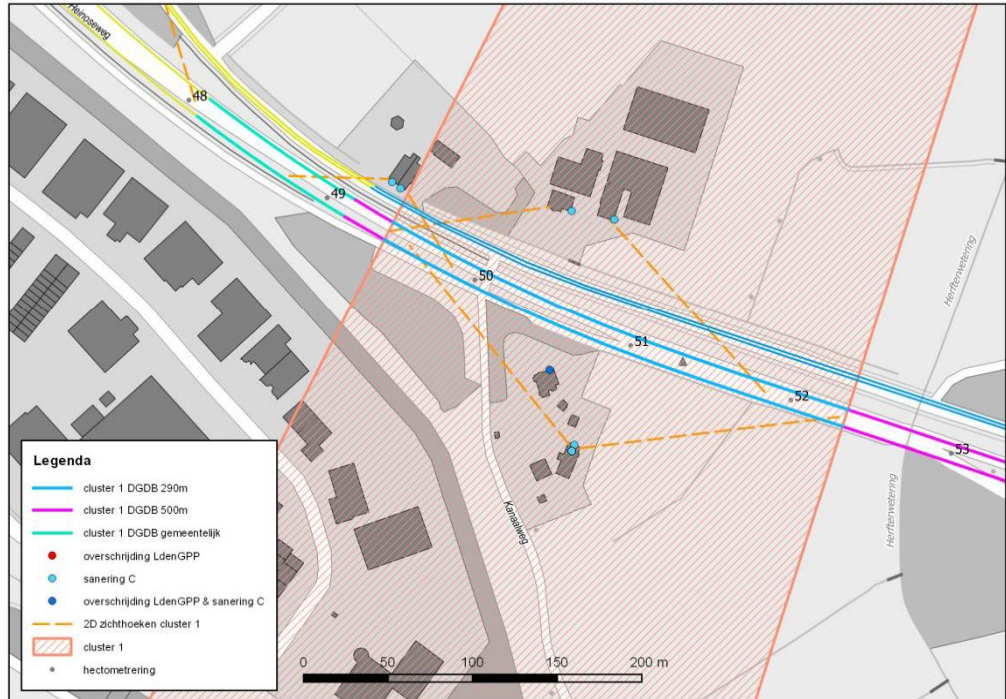 Heinoseweg
48
49
50
51
52
53
Herfterwetering
Herfterwetering
Kanaalweg
Legenda
cluster 1 DGDB 290m
cluster 1 DGDB 500m
cluster 1 DGDB gemeentelijk
overschrijding LdenGPP
sanering C
overschrijding LdenGPP & sanering C
2D zichthoeken cluster 1
cluster 1
hectometrering
0 50 100 150 200 m